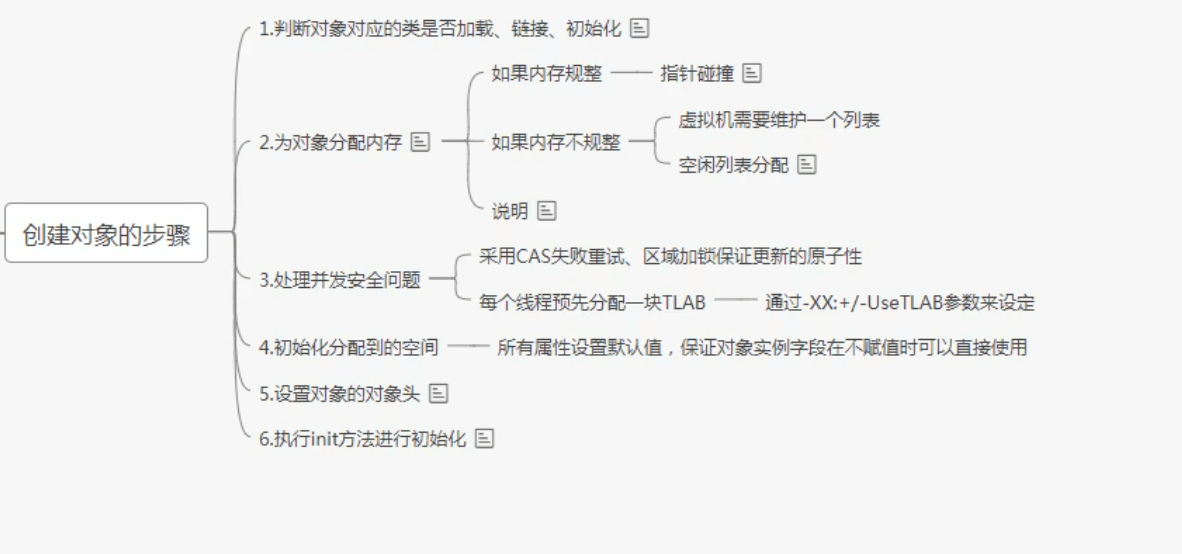 创建对象的步骤
1.判断对象对应的类是否加载、链接、初始化
2.为对象分配内存
如果内存规整
指针碰撞
如果内存不规整
虚拟机需要维护一个列表
空闲列表分配
说明
3.处理并发安全问题
采用CAS失败重试、区域加锁保证更新的原子性
每个线程预先分配一块TLAB
通过-XX:+/-UseTLAB参数来设定
4.初始化分配到的空间
所有属性设置默认值，保证对象实例字段在不赋值时可以直接使用
5.设置对象的对象头
6.执行init方法进行初始化